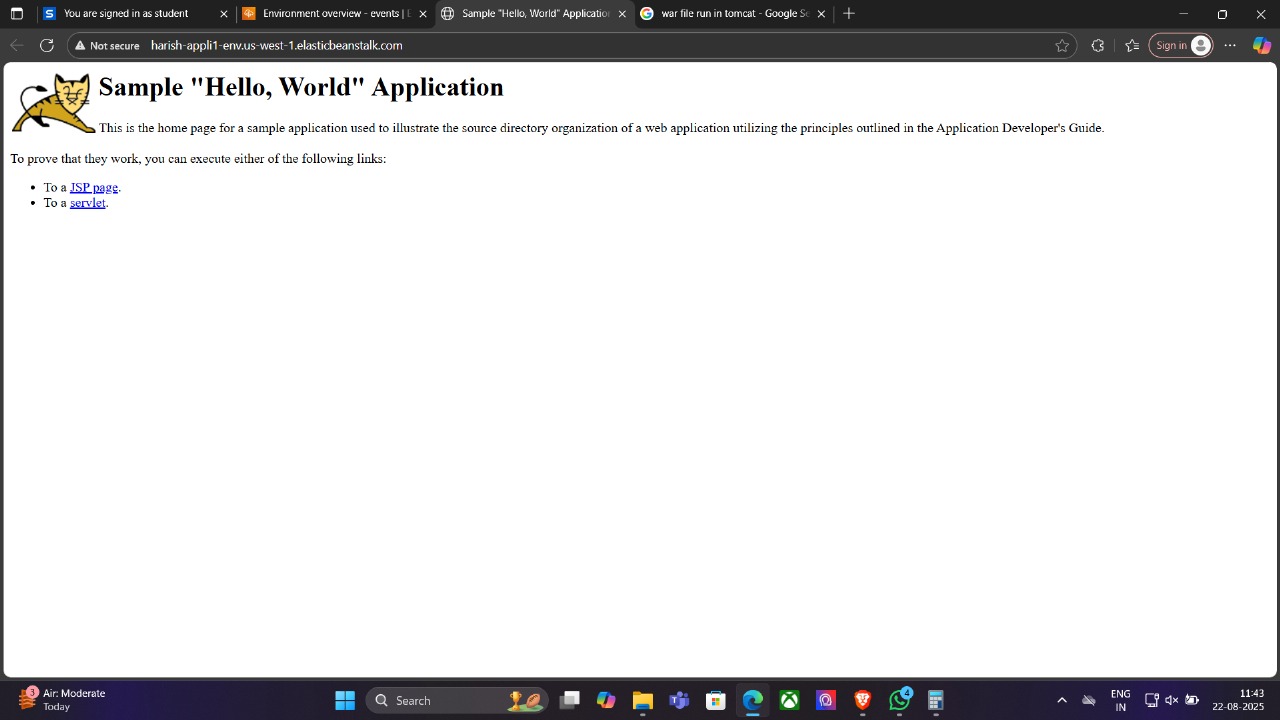 You are signed in as student
Environment overview - events | E
Sample "Hello, World" Application
war file run in tomcat - Google Se
Not secure harish-appli1-env.us-west-1.elasticbeanstalk.com
Sign in
Sample "Hello, World" Application
This is the home page for a sample application used to illustrate the source directory organization of a web application utilizing the principles outlined in the Application Developer's Guide.
To prove that they work, you can execute either of the following links:
• To a JSP page.
• To a servlet.
3
Air: Moderate
Today
Search
4
ENG
IN
11:43
22-08-2025